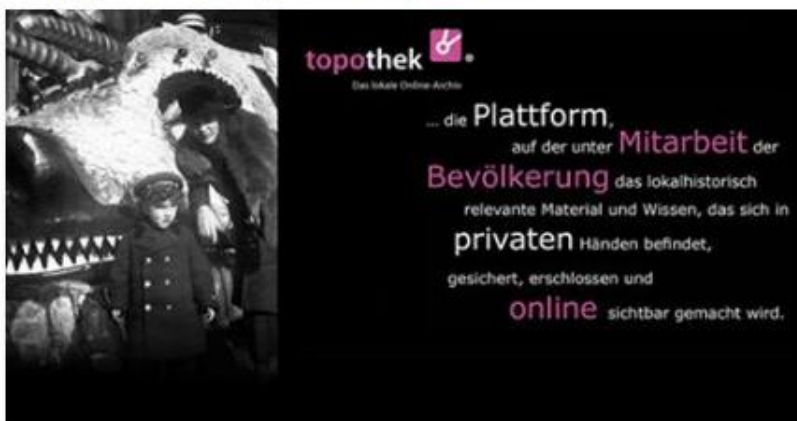 topothek®
Das lokale Online-Archiv
... die Plattform,
auf der unter Mitarbeit der
Bevölkerung das lokalhistorisch
relevante Material und Wissen, das sich in
privaten Händen befindet,
gesichert, erschlossen und
online sichtbar gemacht wird.